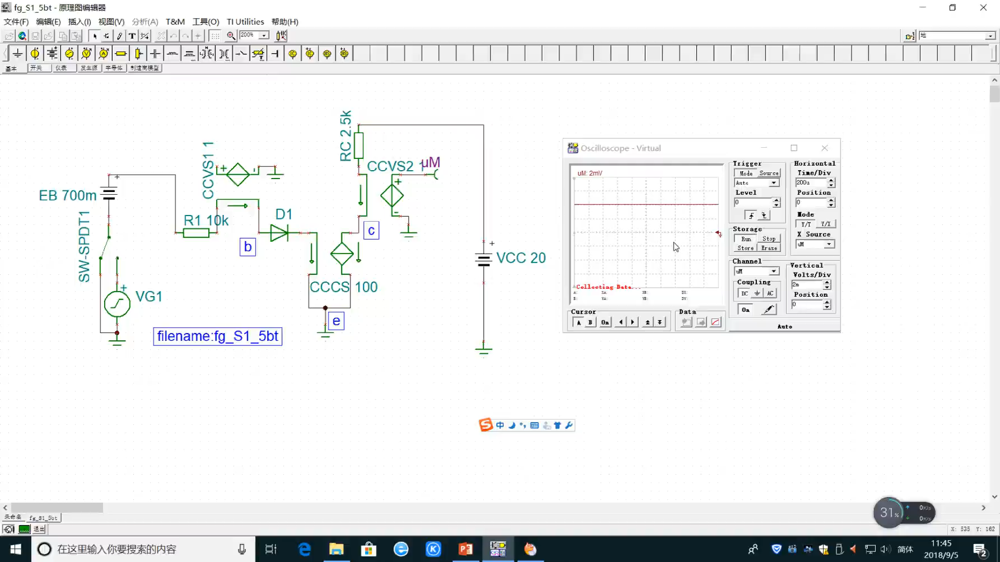 fg_S1_5bt - 原理图编辑器
文件(F) 编辑(E) 插入(I) 视图(V) 分析(A) T&M 工具(O) TI Utilities 帮助(H)
200%
地
基本 开关 仪表 发生源 半导体 制造商模型
RC 2.5k
CCVS1 1
CCVS2 1
uM
EB 700m
SW-SPDT1
R1 10k
D1
b
c
VCC 20
CCCS 100
VG1
e
filename:fg_S1_5bt
Oscilloscope - Virtual
uM: 2mV
Collecting Data...
Trigger
Mode Source
Auto
Level
0
Storage
Run Stop
Store Erase
Channel
uM
Coupling
DC AC
On
Horizontal
Time/Div
200u
Position
0
Mode
Y/T Y/X
X Source
uM
Vertical
Volts/Div
2m
Position
0
Cursor
A B On
Data
Auto
中
31%
0K/s
0K/s
未命名 fg_S1_5bt
退出
X: 535 Y: 162
在这里输入你要搜索的内容
简体
11:45
2018/9/5
2